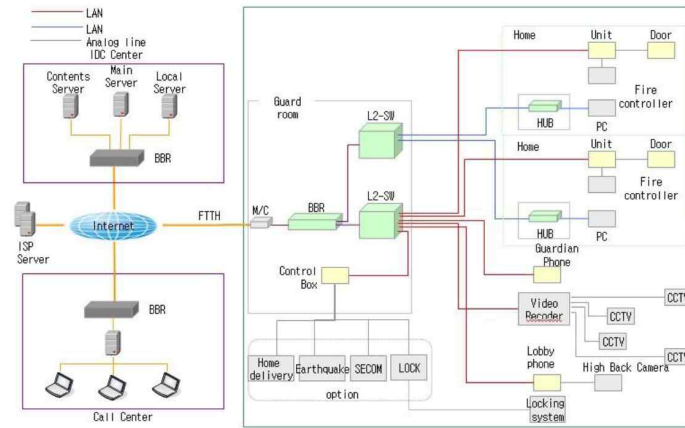 LAN
LAN
Analog line
IDC Center
Contents Server
Main Server
Local Server
BBR
ISP Server
Internet
FTTH
BBR
Call Center
Guard room
L2-SW
L2-SW
M/C
BBR
Control Box
Home delivery
Earthquake
SECOM
LOCK
option
Home
Unit
Door
Fire controller
HUB
PC
Home
Unit
Door
Fire controller
HUB
PC
Guardian Phone
Video Recoder
CCTV
CCTV
CCTV
CCTV
Lobby phone
High Back Camera
Locking system